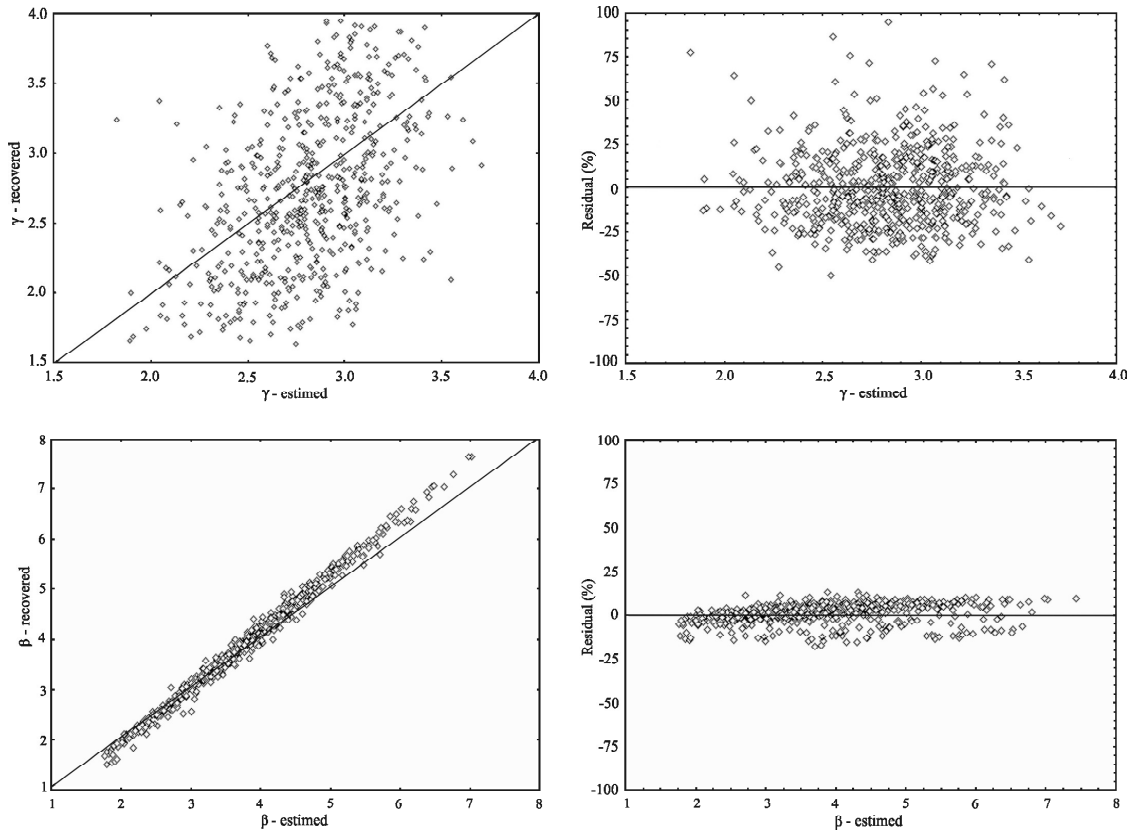 4.0
3.5
3.0
2.5
2.0
1.5
γ - recovered
1.5 2.0 2.5 3.0 3.5 4.0
γ - estimed
100
75
50
25
0
-25
-50
-75
-100
Residual (%)
1.5 2.0 2.5 3.0 3.5 4.0
γ - estimed
8
7
6
5
4
3
2
1
β - recovered
1 2 3 4 5 6 7 8
β - estimed
100
75
50
25
0
-25
-50
-75
-100
Residual (%)
1 2 3 4 5 6 7 8
β - estimed